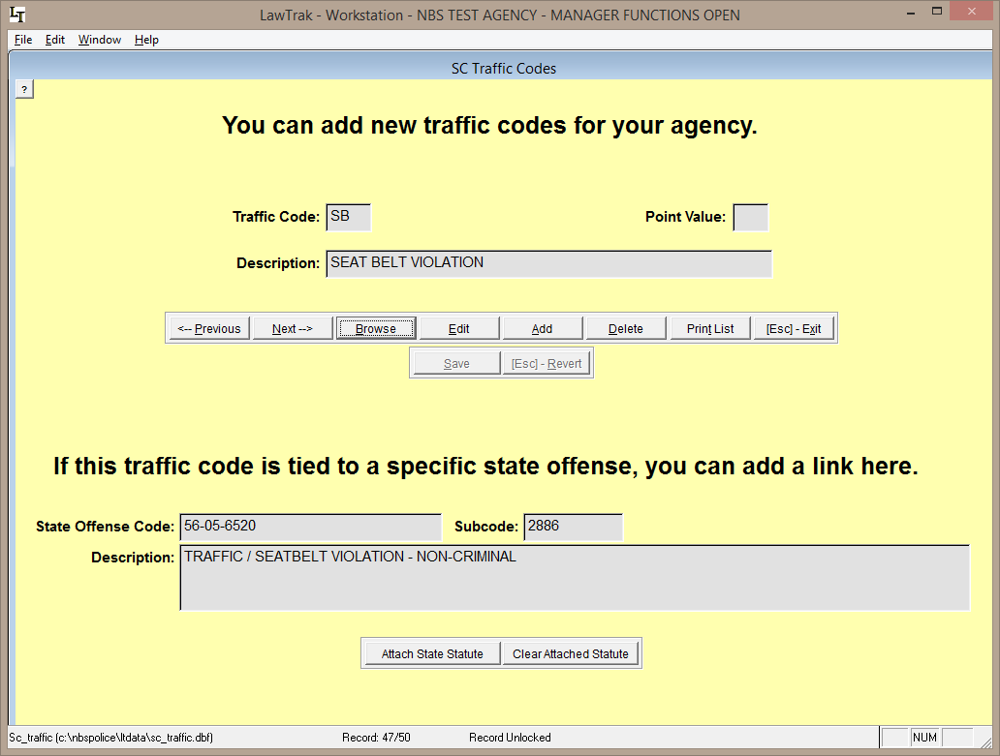 LT LawTrak - Workstation - NBS TEST AGENCY - MANAGER FUNCTIONS OPEN
File Edit Window Help
SC Traffic Codes
?
You can add new traffic codes for your agency.
Traffic Code: SB Point Value:
Description: SEAT BELT VIOLATION
<-- Previous Next --> Browse Edit Add Delete Print List [Esc] - Exit
Save [Esc] - Revert
If this traffic code is tied to a specific state offense, you can add a link here.
State Offense Code: 56-05-6520 Subcode: 2886
Description: TRAFFIC / SEATBELT VIOLATION - NON-CRIMINAL
Attach State Statute Clear Attached Statute
Sc_traffic (c:\nbspolice\ltdata\sc_traffic.dbf) Record: 47/50 Record Unlocked NUM